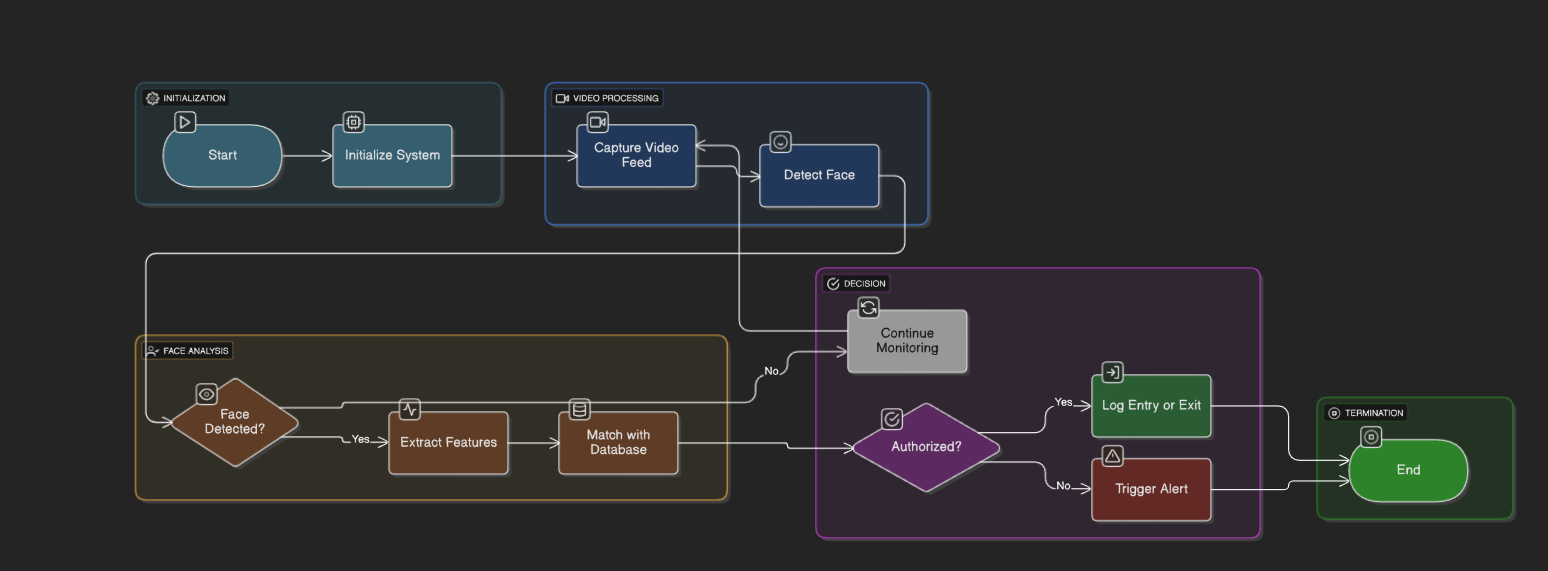 INITIALIZATION
Start
Initialize System
VIDEO PROCESSING
Capture Video
Feed
Detect Face
FACE ANALYSIS
Face
Detected?
Yes
No
Extract Features
Match with
Database
DECISION
Continue
Monitoring
Authorized?
Yes
No
Log Entry or Exit
Trigger Alert
TERMINATION
End